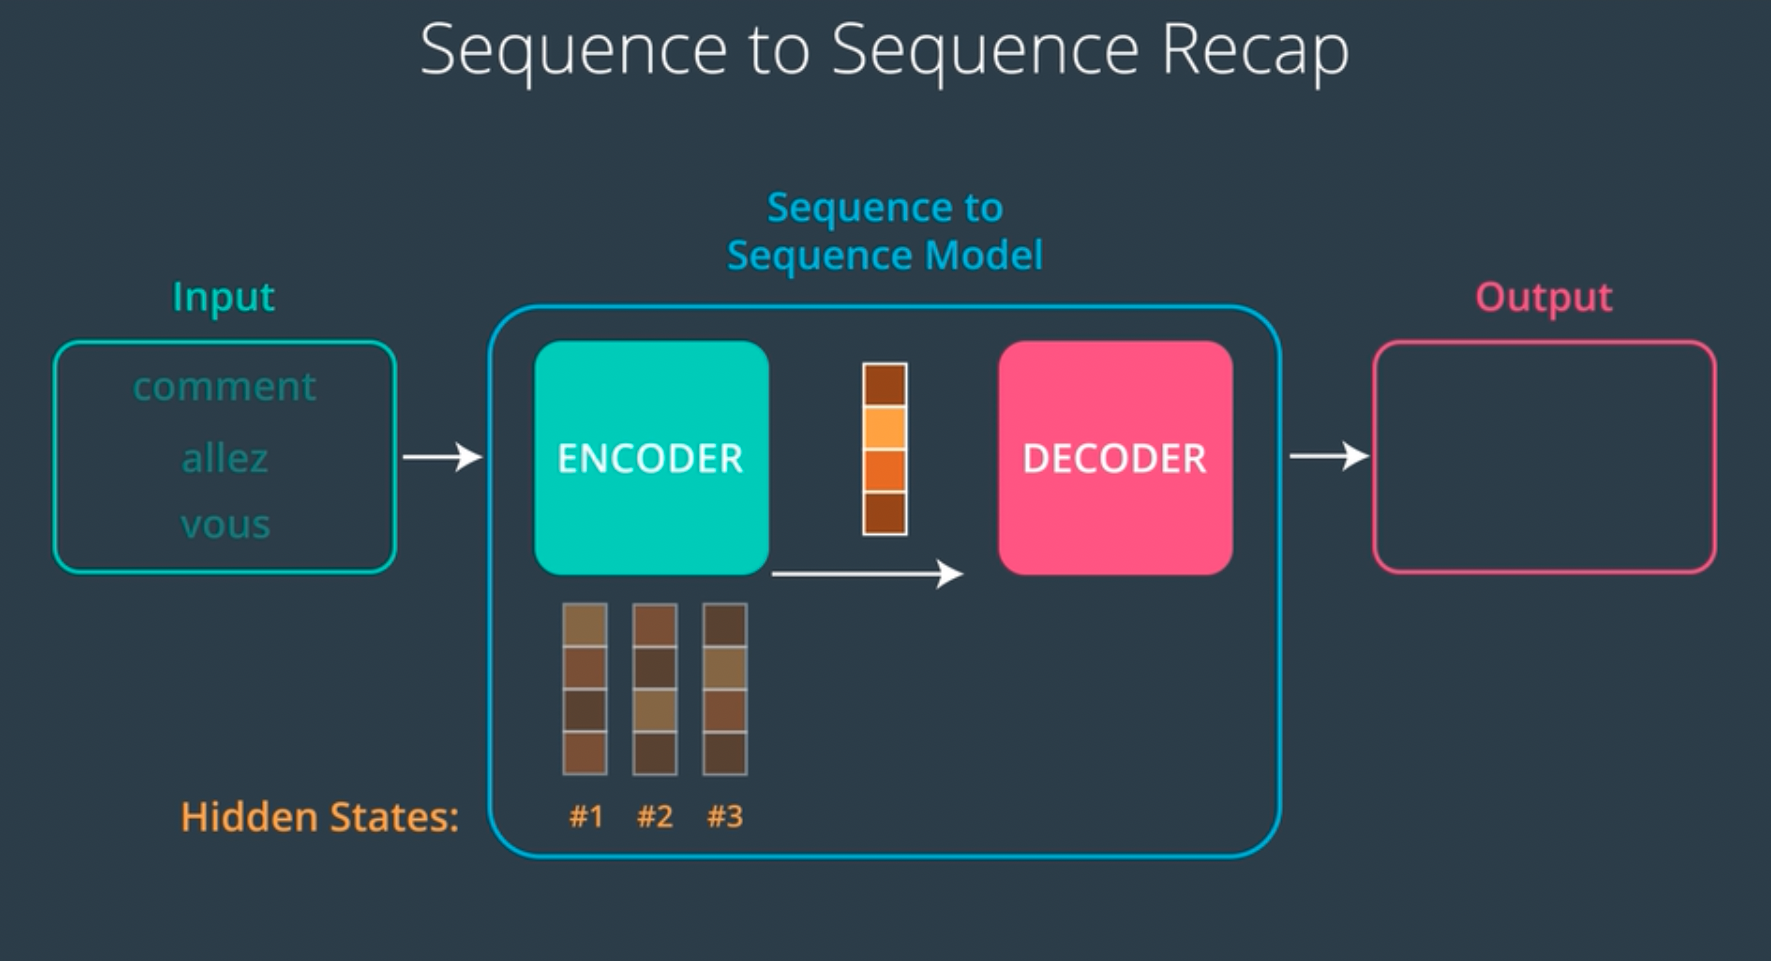 Sequence to Sequence Recap
Sequence to
Sequence Model
Input
Output
comment
allez
vous
ENCODER
DECODER
Hidden States:
#1 #2 #3